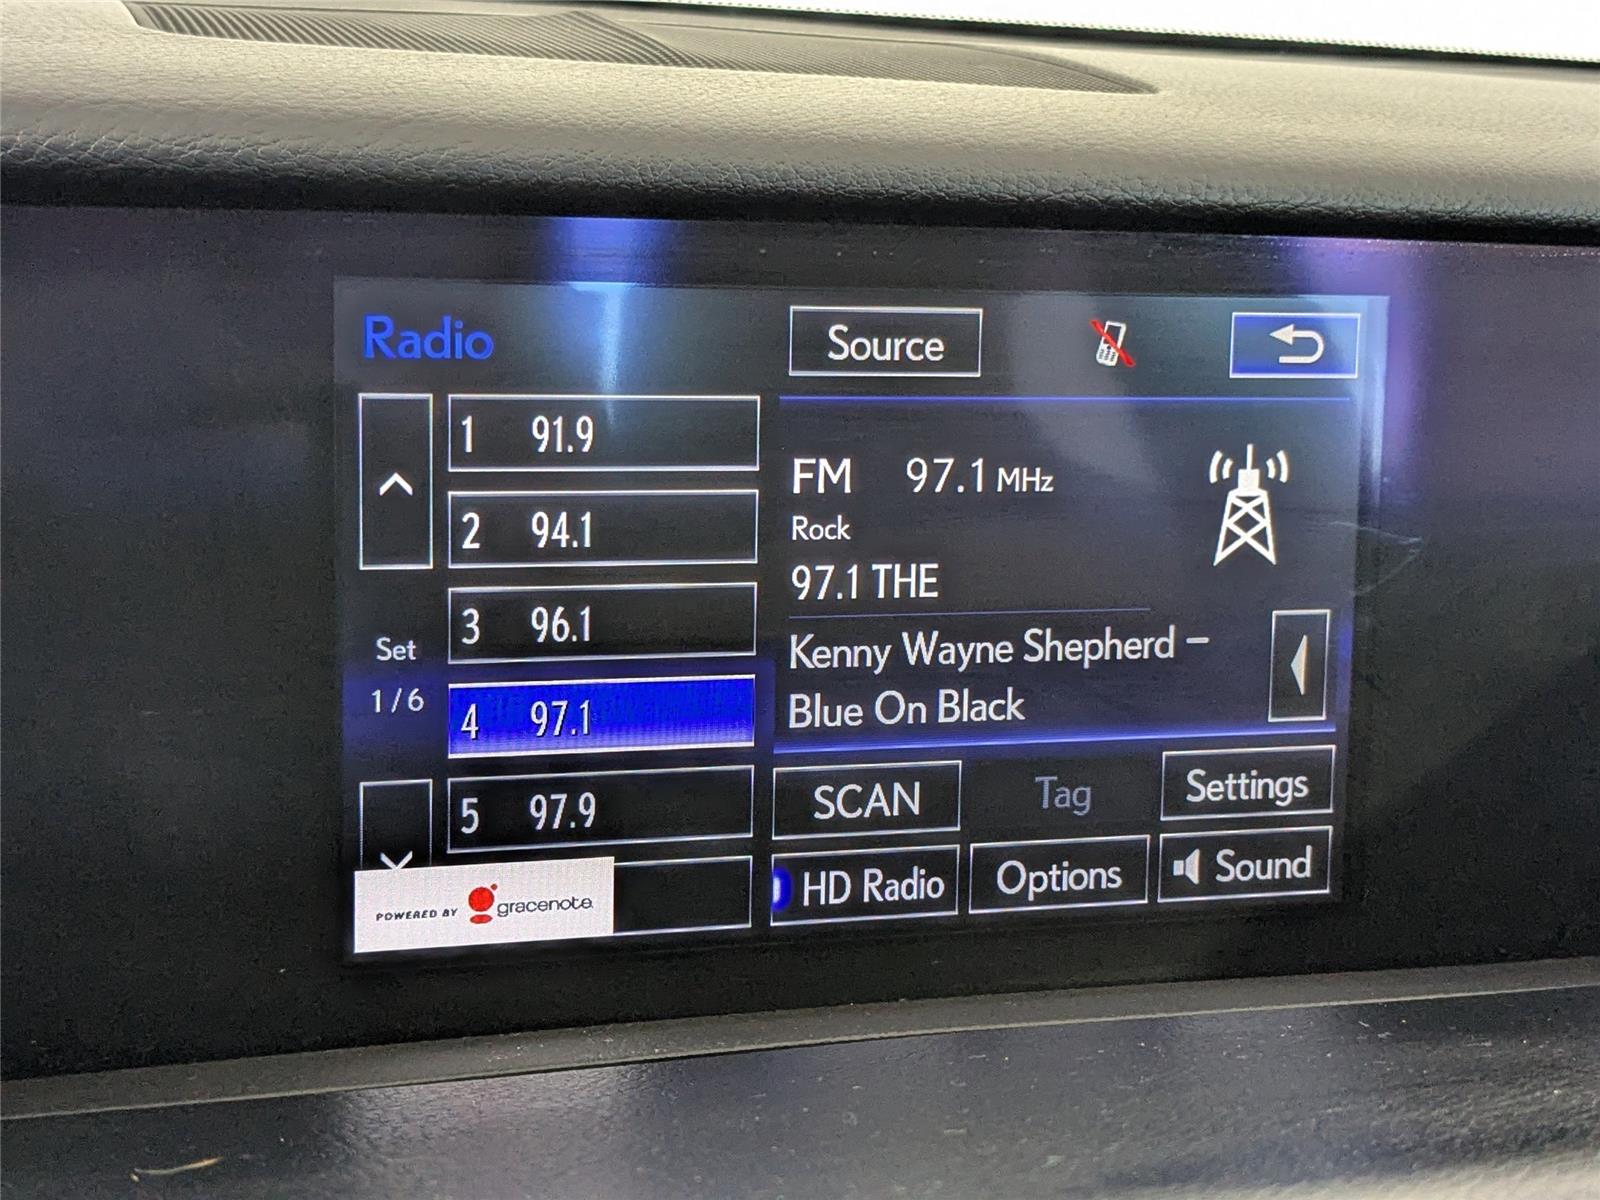 Radio
Source
1 91.9
2 94.1
3 96.1
4 97.1
5 97.9
Set
1/6
FM 97.1 MHz
Rock
97.1 THE
Kenny Wayne Shepherd –
Blue On Black
SCAN
Tag
Settings
HD Radio
Options
Sound
POWERED BY gracenote.